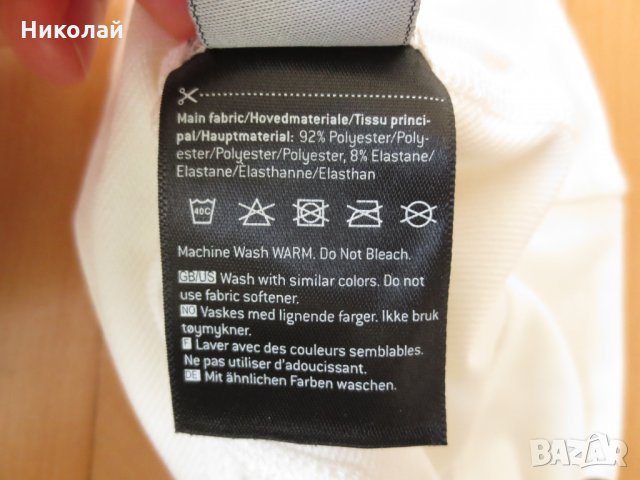 Николай
Main fabric/Hovedmateriale/Tissu princi-
pal/Hauptmaterial: 92% Polyester/Poly-
ester/Polyester/Polyester, 8% Elastane/
Elastane/Elasthanne/Elasthan
40C
Machine Wash WARM. Do Not Bleach.
GB/US Wash with similar colors. Do not
use fabric softener.
NO Vaskes med lignende farger. Ikke bruk
tøymykner.
F Laver avec des couleurs semblables.
Ne pas utiliser d'adoucissant.
DE Mit ähnlichen Farben waschen.
BAZAR